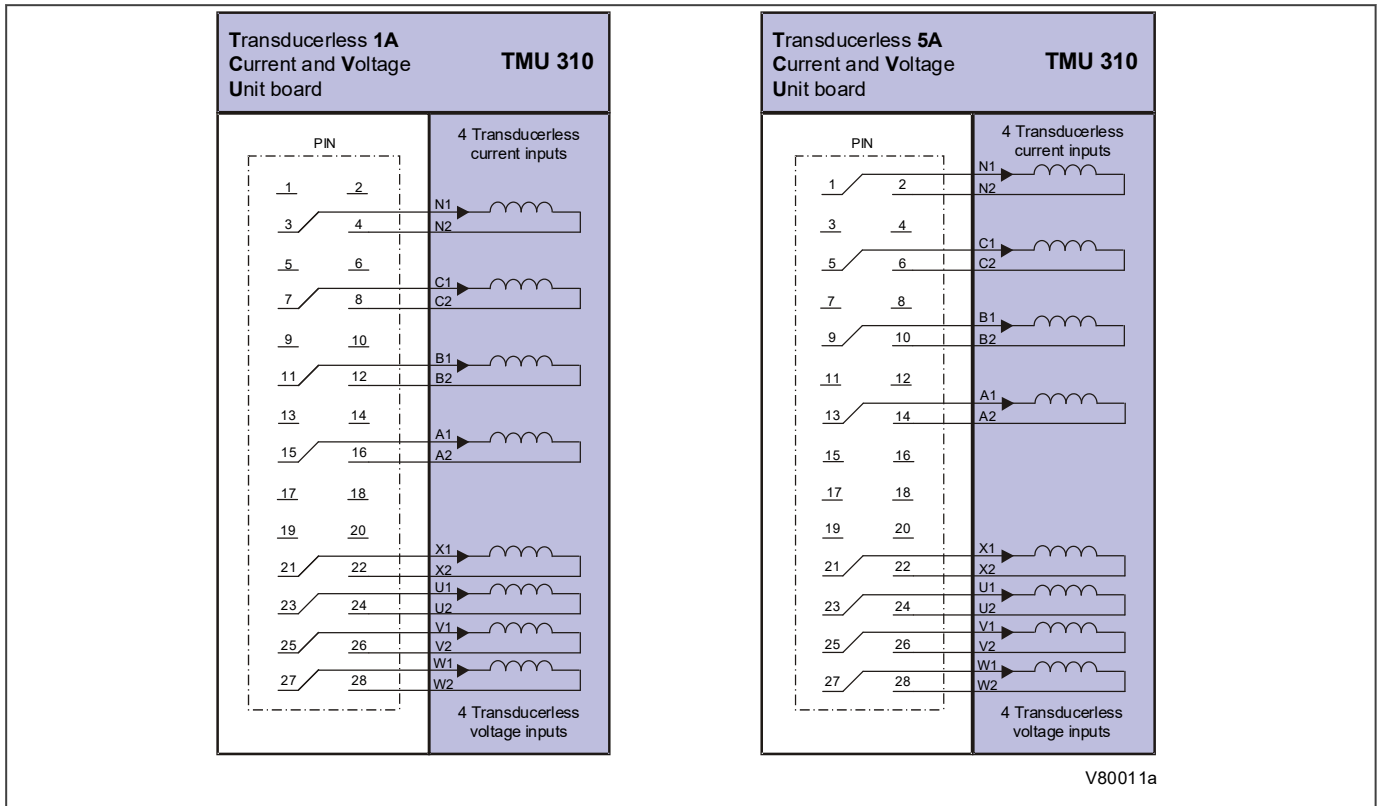 Transducerless 1A
Current and Voltage
Unit board
TMU 310
PIN
4 Transducerless
current inputs
1 2
N1
3 4 N2
5 6
C1
7 8 C2
9 10
B1
11 12 B2
13 14
A1
15 16 A2
17 18
19 20
X1
21 22 X2
U1
23 24 U2
V1
25 26 V2
W1
27 28 W2
4 Transducerless
voltage inputs
Transducerless 5A
Current and Voltage
Unit board
TMU 310
PIN
4 Transducerless
current inputs
N1
1 2 N2
3 4
C1
5 6 C2
7 8
B1
9 10 B2
11 12
A1
13 14 A2
15 16
17 18
19 20
X1
21 22 X2
U1
23 24 U2
V1
25 26 V2
W1
27 28 W2
4 Transducerless
voltage inputs
V80011a